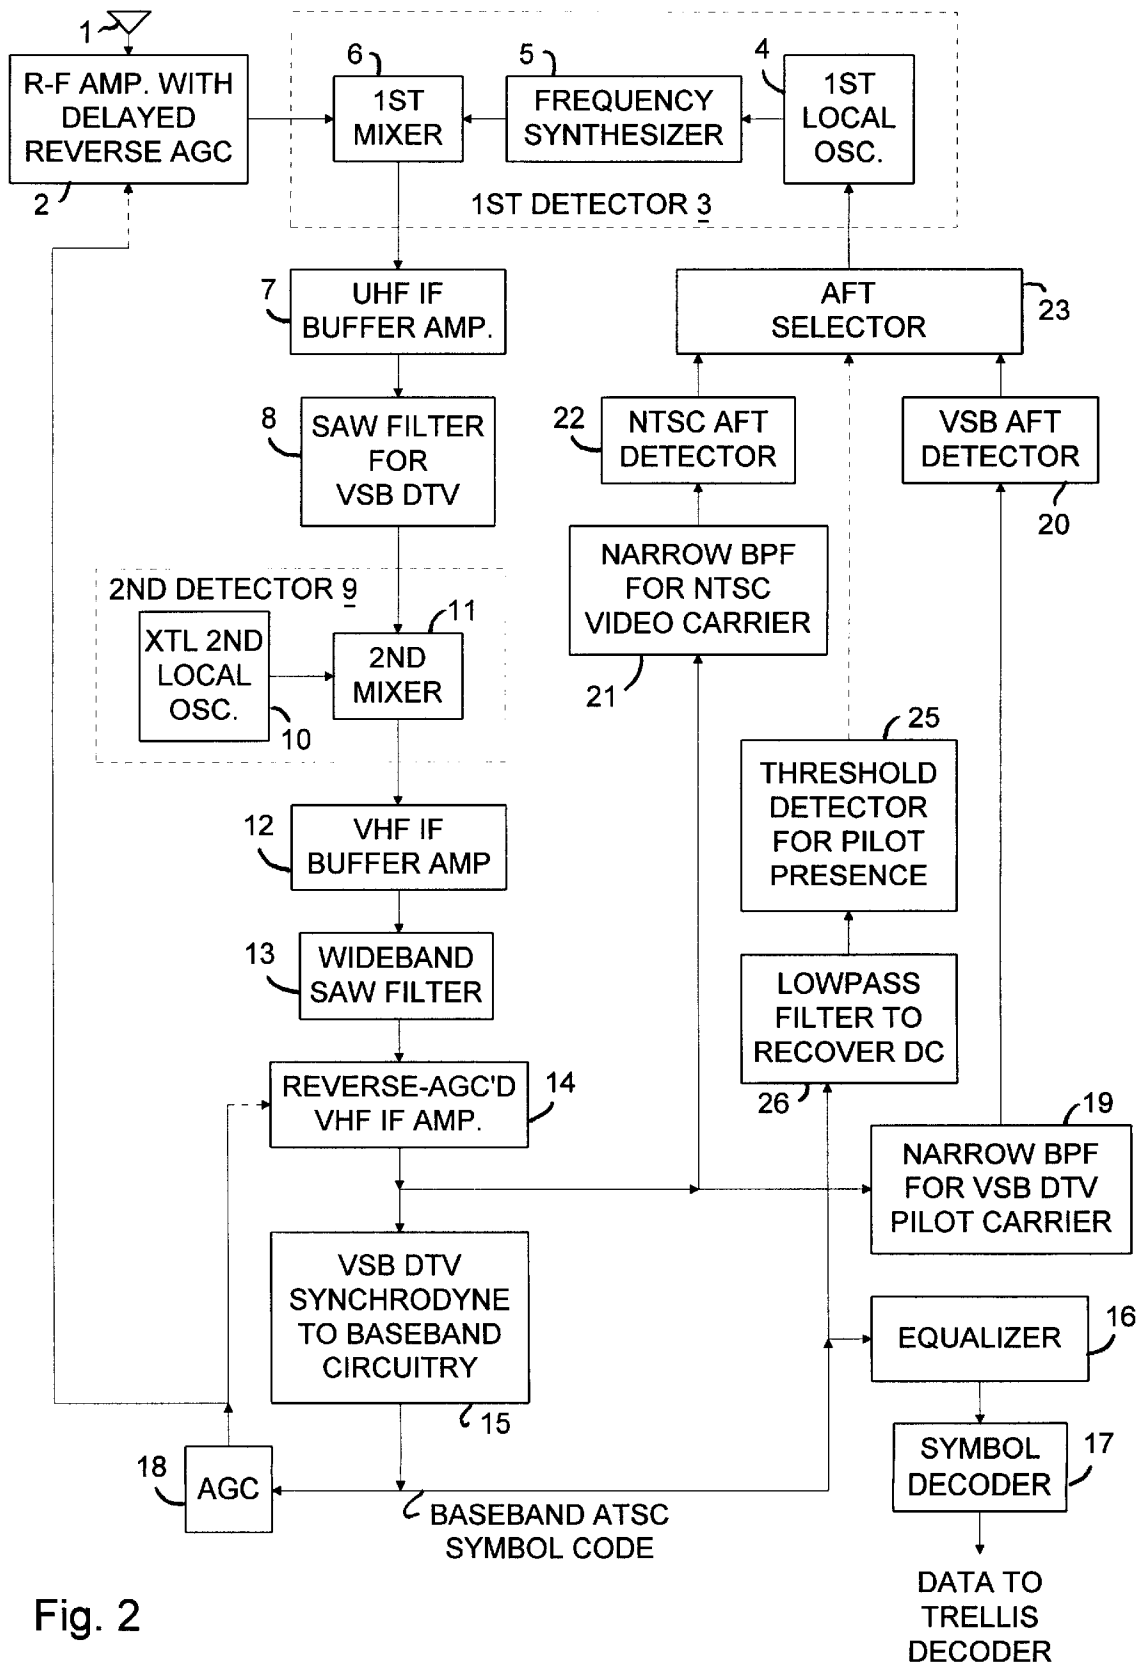 1
R-F AMP. WITH
DELAYED
REVERSE AGC
2
6
1ST
MIXER
5
FREQUENCY
SYNTHESIZER
4
1ST
LOCAL
OSC.
1ST DETECTOR 3
7
UHF IF
BUFFER AMP.
AFT
SELECTOR
23
8
SAW FILTER
FOR
VSB DTV
22
NTSC AFT
DETECTOR
VSB AFT
DETECTOR
20
NARROW BPF
FOR NTSC
VIDEO CARRIER
21
2ND DETECTOR 9
XTL 2ND
LOCAL
OSC.
10
11
2ND
MIXER
25
THRESHOLD
DETECTOR
FOR PILOT
PRESENCE
12
VHF IF
BUFFER AMP
13
WIDEBAND
SAW FILTER
LOWPASS
FILTER TO
RECOVER DC
26
REVERSE-AGC'D
VHF IF AMP.
14
19
NARROW BPF
FOR VSB DTV
PILOT CARRIER
VSB DTV
SYNCHRODYNE
TO BASEBAND
CIRCUITRY
15
EQUALIZER
16
18
AGC
BASEBAND ATSC
SYMBOL CODE
SYMBOL
DECODER
17
DATA TO
TRELLIS
DECODER
Fig. 2